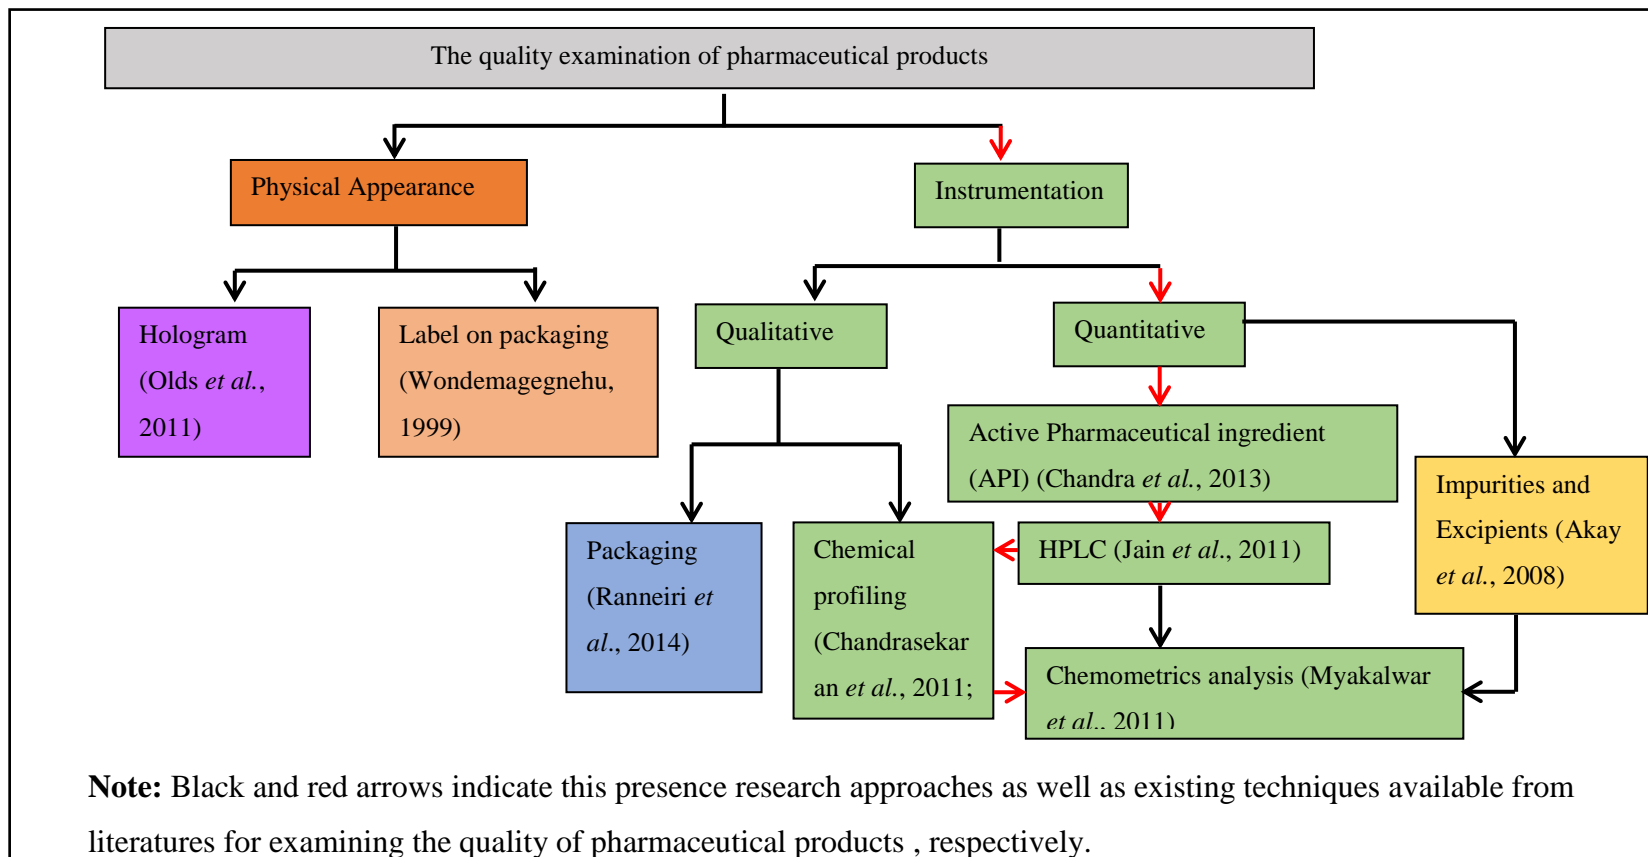 The quality examination of pharmaceutical products
Physical Appearance
Instrumentation
Hologram
(Olds et al.,
2011)
Label on packaging
(Wondemagegnehu,
1999)
Qualitative
Quantitative
Active Pharmaceutical ingredient
(API) (Chandra et al., 2013)
Impurities and
Excipients (Akay
et al., 2008)
Packaging
(Ranneiri et
al., 2014)
Chemical
profiling
(Chandrasekar
an et al., 2011;
HPLC (Jain et al., 2011)
Chemometrics analysis (Myakalwar
et al., 2011)
Note: Black and red arrows indicate this presence research approaches as well as existing techniques available from
literatures for examining the quality of pharmaceutical products , respectively.